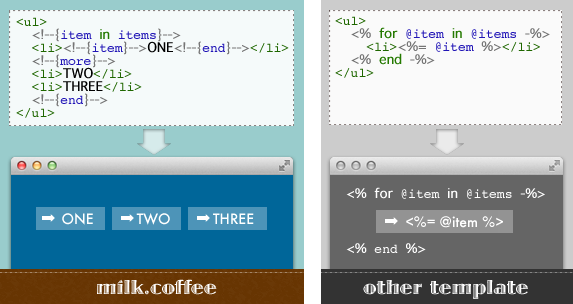 <ul>
<!--{item in items}-->
<li><!--{item}-->ONE<!--{end}--></li>
<!--{more}-->
<li>TWO</li>
<li>THREE</li>
<!--{end}-->
</ul>
➡ ONE
➡ TWO
➡ THREE
milk.coffee
<ul>
<% for @item in @items -%>
<li><%= @item %></li>
<% end -%>
</ul>
<% for @item in @items -%>
➡ <%= @item %>
<% end %>
other template